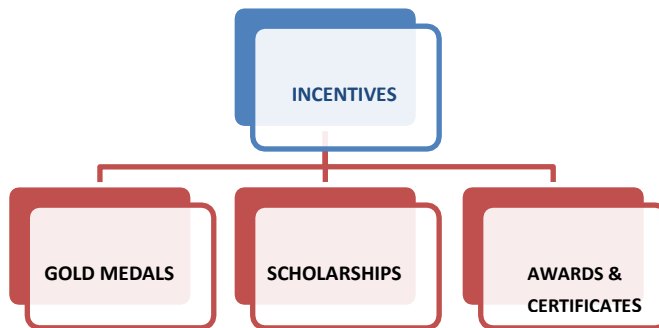 INCENTIVES
GOLD MEDALS
SCHOLARSHIPS
AWARDS &
CERTIFICATES